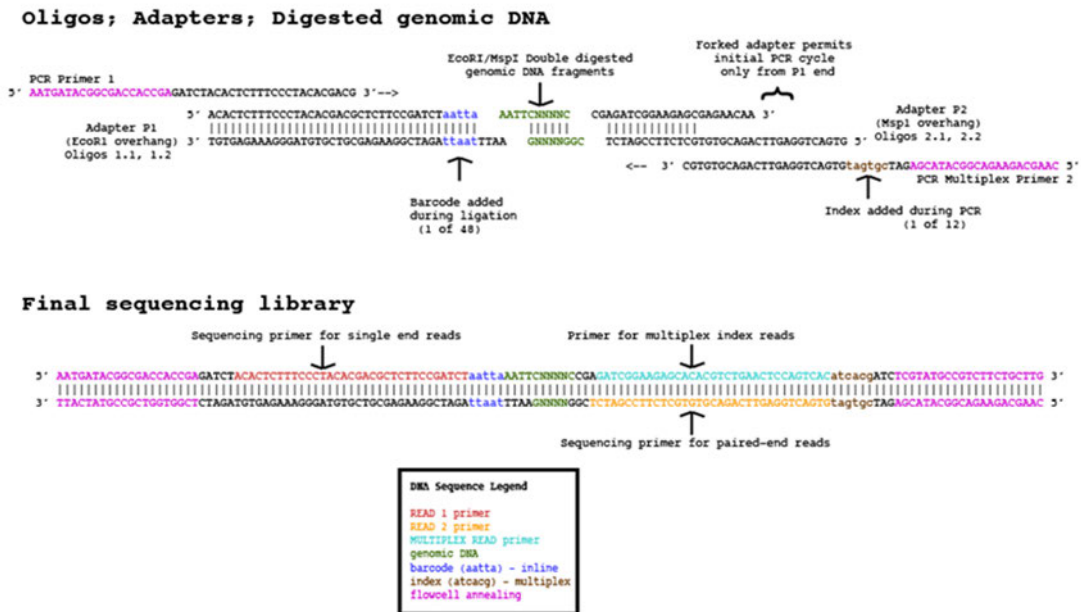 Oligos; Adapters; Digested genomic DNA
EcoRI/MspI Double digested
genomic DNA fragments
Forked adapter permits
initial PCR cycle
only from P1 end
PCR Primer 1
5′ AATGATACGGCGACCACCGAGATCTACACTCTTTCCCTACACGACG 3′-->
5′ ACACTCTTTCCCTACACGACGCTCTTCCGATCTaatta AATTCNNNNC CGAGATCGGAAGAGCGAGAACAA 3′
Adapter P1
(EcoR1 overhang)
Oligos 1.1, 1.2
3′ TGTGAGAAAGGGATGTGCTGCGAGAAGGCTAGAttaatTTAA GNNNNGGC TCTAGCCTTCTCGTGTGCAGACTTGAGGTCAGTG 5′
Adapter P2
(Msp1 overhang)
Oligos 2.1, 2.2
<-- 3′ CGTGTGCAGACTTGAGGTCAGTGtagtgcTAGAGCATACGGCAGAAGACGAAC 5′
PCR Multiplex Primer 2
Barcode added
during ligation
(1 of 48)
Index added during PCR
(1 of 12)
Final sequencing library
Sequencing primer for single end reads
Primer for multiplex index reads
5′ AATGATACGGCGACCACCGAGATCTACACTCTTTCCCTACACGACGCTCTTCCGATCTaattaAATTCNNNNCCGAGATCGGAAGAGCACACGTCTGAACTCCAGTCACatcacgATCTCGTATGCCGTCTTCTGCTTG 3′
3′ TTACTATGCCGCTGGTGGCTCTAGATGTGAGAAAGGGATGTGCTGCGAGAAGGCTAGAttaatTTAAGNNNNGGCTCTAGCCTTCTCGTGTGCAGACTTGAGGTCAGTGtagtgcTAGAGCATACGGCAGAAGACGAAC 5′
Sequencing primer for paired-end reads
DNA Sequence Legend
READ 1 primer
READ 2 primer
MULTIPLEX READ primer
genomic DNA
barcode (aatta) - inline
index (atcacg) - multiplex
flowcell annealing